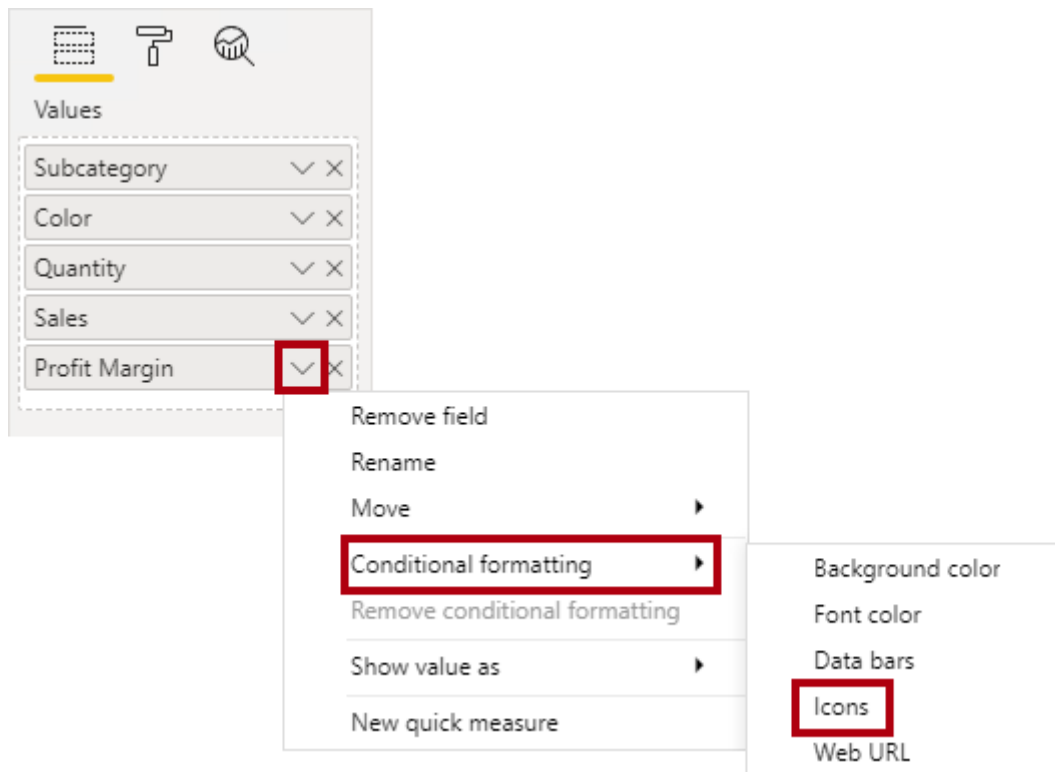 Values
Subcategory
Color
Quantity
Sales
Profit Margin
Remove field
Rename
Move
Conditional formatting
Remove conditional formatting
Show value as
New quick measure
Background color
Font color
Data bars
Icons
Web URL